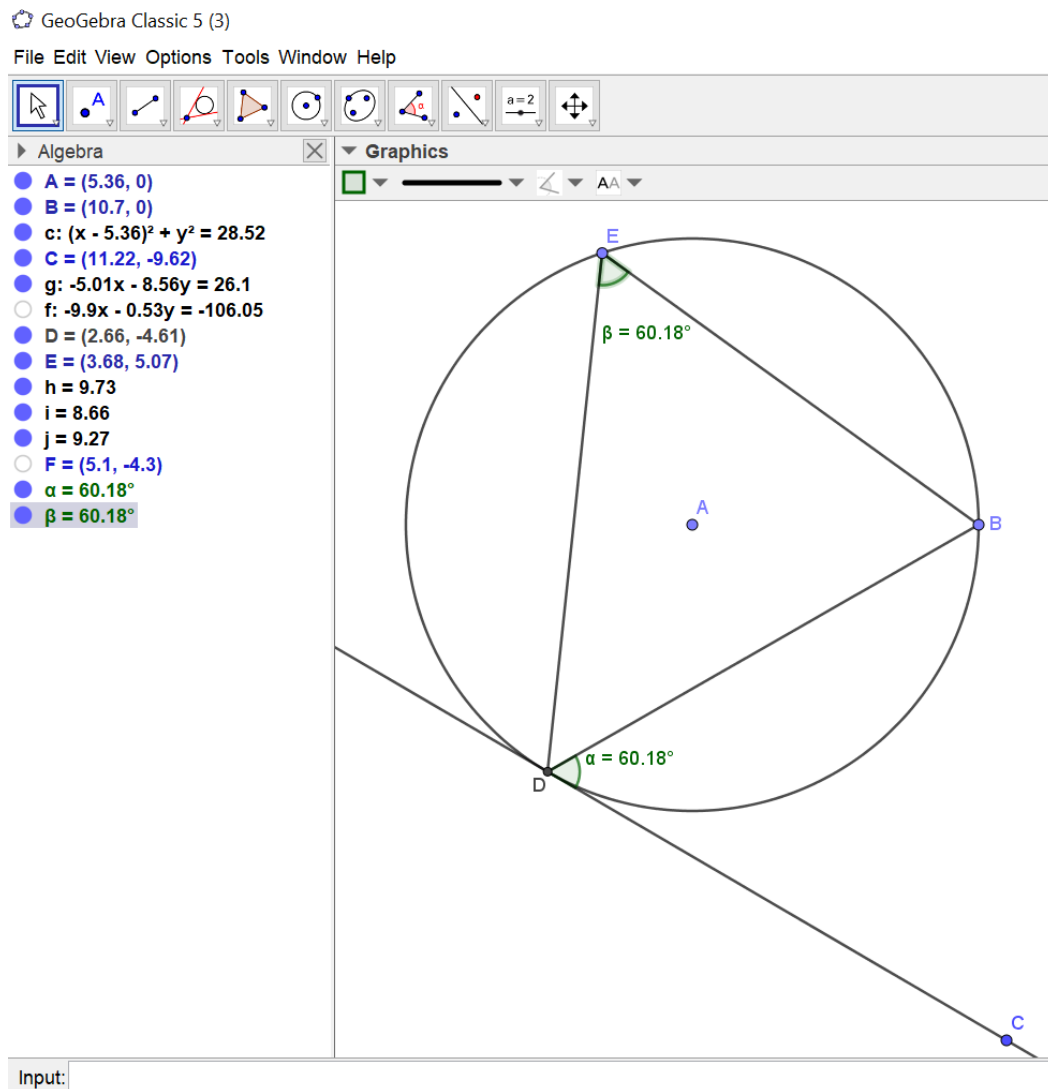 GeoGebra Classic 5 (3)
File Edit View Options Tools Window Help
A
α
a=2
Algebra
Graphics
AA
A = (5.36, 0)
B = (10.7, 0)
c: (x - 5.36)² + y² = 28.52
C = (11.22, -9.62)
g: -5.01x - 8.56y = 26.1
f: -9.9x - 0.53y = -106.05
D = (2.66, -4.61)
E = (3.68, 5.07)
h = 9.73
i = 8.66
j = 9.27
F = (5.1, -4.3)
α = 60.18°
β = 60.18°
E
β = 60.18°
A
B
α = 60.18°
D
C
Input: